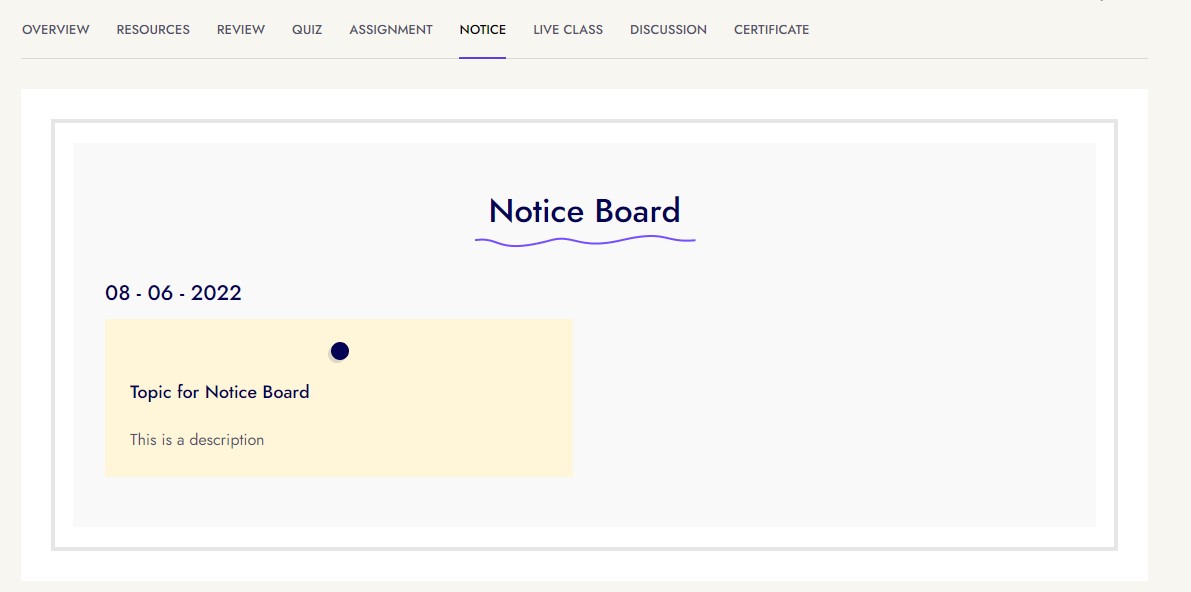 OVERVIEW RESOURCES REVIEW QUIZ ASSIGNMENT NOTICE LIVE CLASS DISCUSSION CERTIFICATE
Notice Board
08 - 06 - 2022
Topic for Notice Board
This is a description